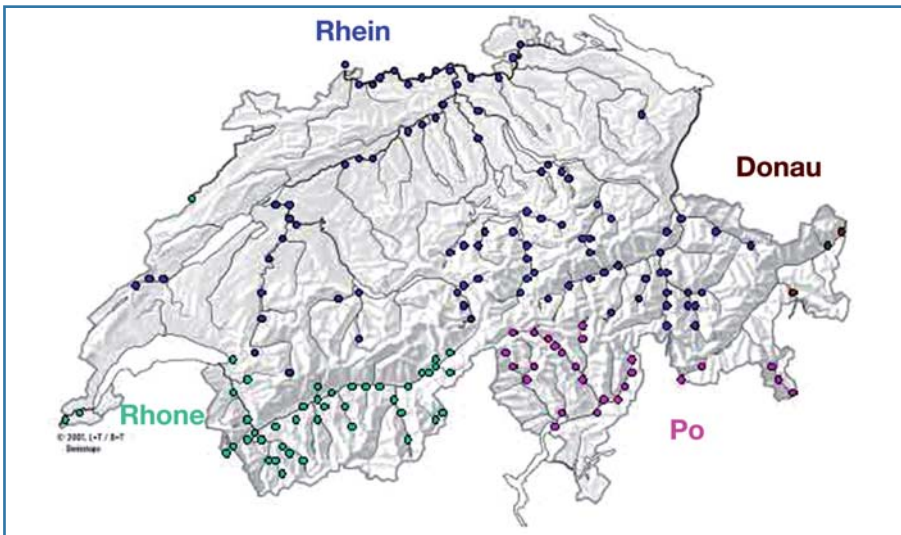 Rhein
Donau
Rhone
Po
© 2001, L+T / S+T
Swisstopo